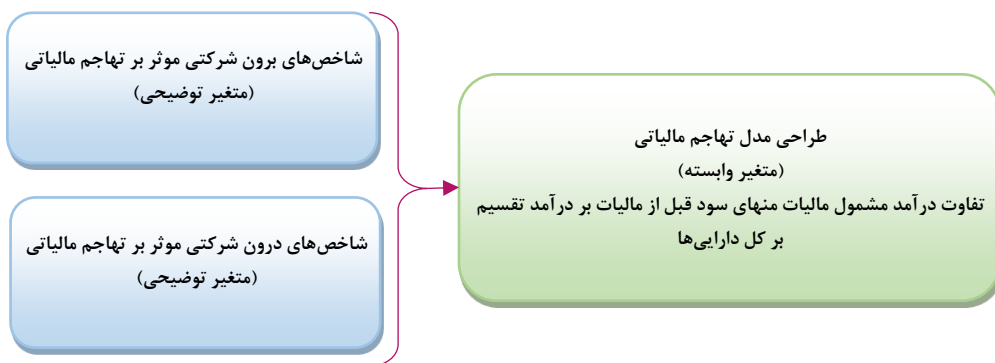 شاخص‌های برون شرکتی موثر بر تهاجم مالیاتی
(متغیر توضیحی)
طراحی مدل تهاجم مالیاتی
(متغیر وابسته)
تفاوت درآمد مشمول مالیات منهای سود قبل از مالیات بر درآمد تقسیم
بر کل دارایی‌ها
شاخص‌های درون شرکتی موثر بر تهاجم مالیاتی
(متغیر توضیحی)